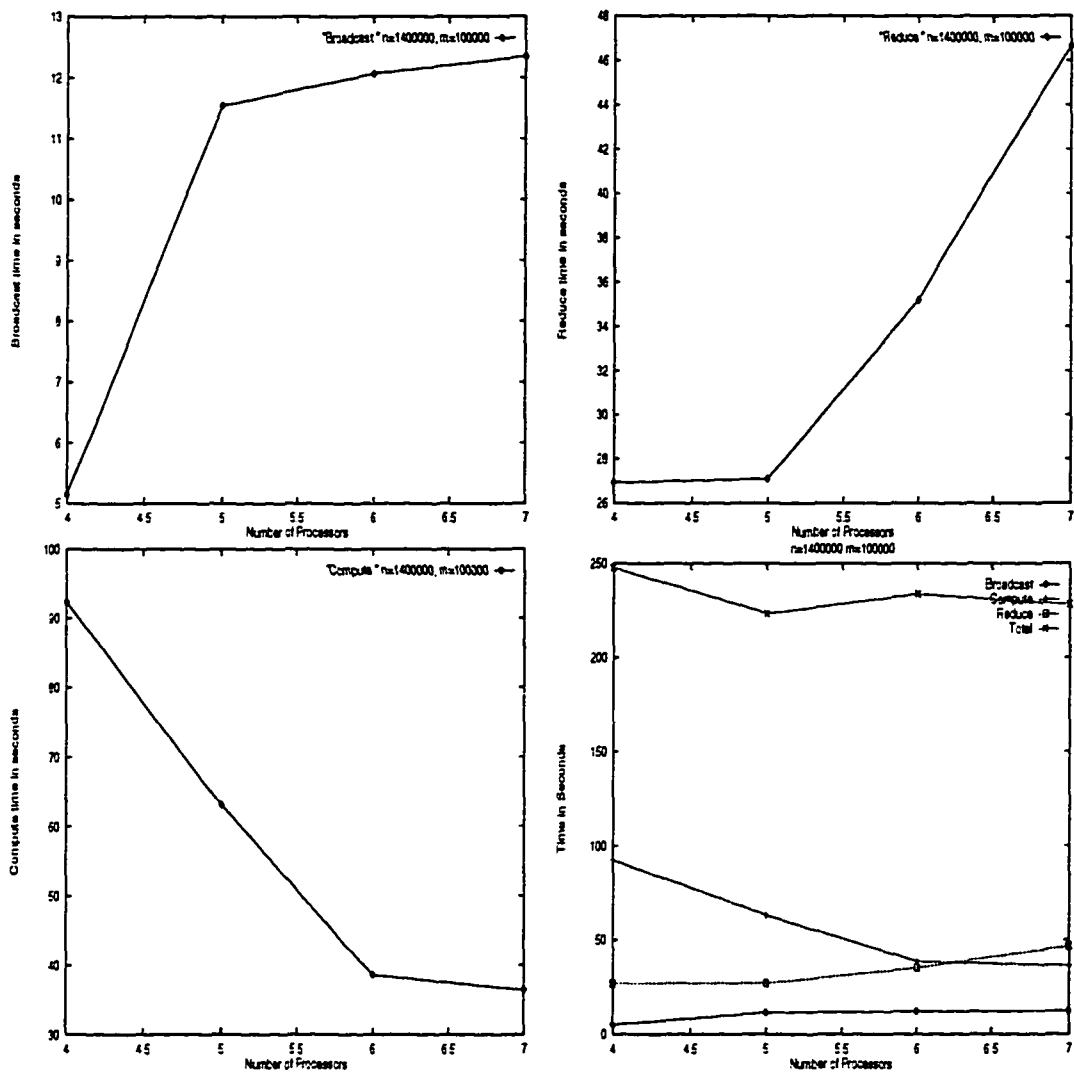 "Broadcast" n=1400000, m=100000
13
12
11
10
9
8
7
6
5
Broadcast time in seconds
4 4.5 5 5.5 6 6.5 7
Number of Processors
"Reduce" n=1400000, m=100000
48
46
44
42
40
38
36
34
32
30
28
26
Reduce time in seconds
4 4.5 5 5.5 6 6.5 7
Number of Processors
"Compute" n=1400000, m=100000
100
90
80
70
60
50
40
30
Compute time in seconds
4 4.5 5 5.5 6 6.5 7
Number of Processors
n=1400000 m=100000
Broadcast
Compute
Reduce
Total
250
200
150
100
50
0
Time in Seconds
4 4.5 5 5.5 6 6.5 7
Number of Processors